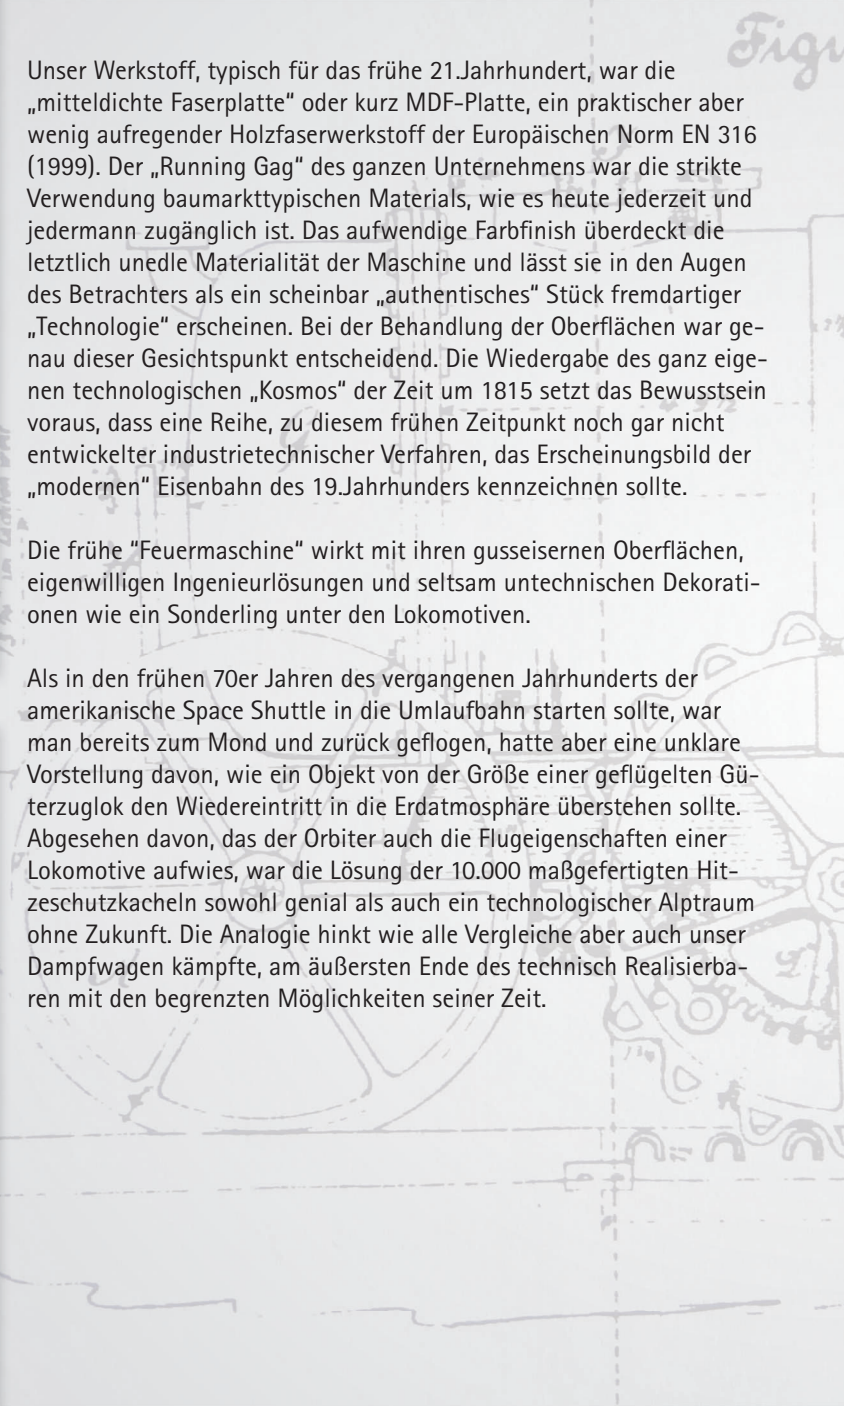 Figu
Unser Werkstoff, typisch für das frühe 21.Jahrhundert, war die
„mitteldichte Faserplatte“ oder kurz MDF-Platte, ein praktischer aber
wenig aufregender Holzfaserwerkstoff der Europäischen Norm EN 316
(1999). Der „Running Gag“ des ganzen Unternehmens war die strikte
Verwendung baumarkttypischen Materials, wie es heute jederzeit und
jedermann zugänglich ist. Das aufwendige Farbfinish überdeckt die
letztlich unedle Materialität der Maschine und lässt sie in den Augen
des Betrachters als ein scheinbar „authentisches“ Stück fremdartiger
„Technologie“ erscheinen. Bei der Behandlung der Oberflächen war ge-
nau dieser Gesichtspunkt entscheidend. Die Wiedergabe des ganz eige-
nen technologischen „Kosmos“ der Zeit um 1815 setzt das Bewusstsein
voraus, dass eine Reihe, zu diesem frühen Zeitpunkt noch gar nicht
entwickelter industrietechnischer Verfahren, das Erscheinungsbild der
„modernen“ Eisenbahn des 19.Jahrhunders kennzeichnen sollte.
Die frühe “Feuermaschine“ wirkt mit ihren gusseisernen Oberflächen,
eigenwilligen Ingenieurlösungen und seltsam untechnischen Dekorati-
onen wie ein Sonderling unter den Lokomotiven.
Als in den frühen 70er Jahren des vergangenen Jahrhunderts der
amerikanische Space Shuttle in die Umlaufbahn starten sollte, war
man bereits zum Mond und zurück geflogen, hatte aber eine unklare
Vorstellung davon, wie ein Objekt von der Größe einer geflügelten Gü-
terzuglok den Wiedereintritt in die Erdatmosphäre überstehen sollte.
Abgesehen davon, das der Orbiter auch die Flugeigenschaften einer
Lokomotive aufwies, war die Lösung der 10.000 maßgefertigten Hit-
zeschutzkacheln sowohl genial als auch ein technologischer Alptraum
ohne Zukunft. Die Analogie hinkt wie alle Vergleiche aber auch unser
Dampfwagen kämpfte, am äußersten Ende des technisch Realisierba-
ren mit den begrenzten Möglichkeiten seiner Zeit.